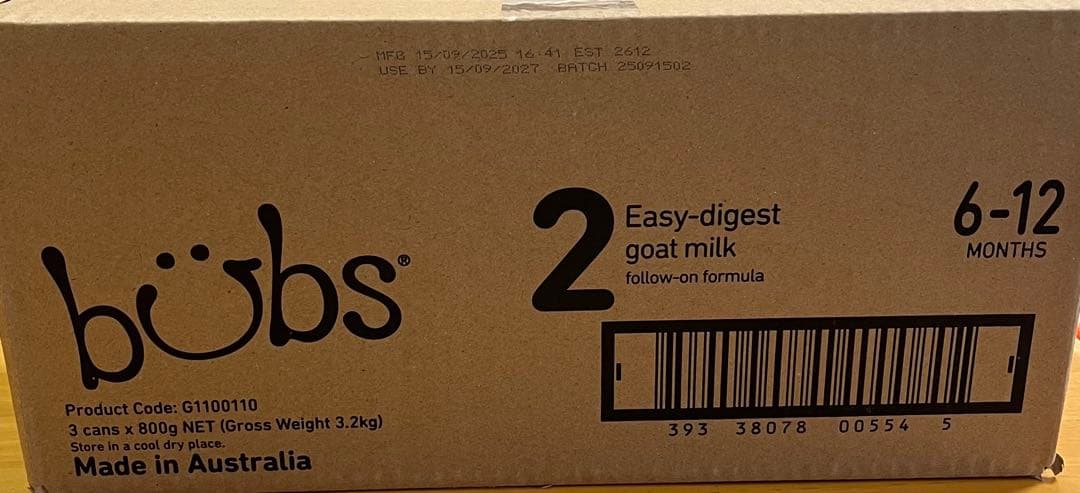 MFG 15/09/2025 16:41 EST 2612
USE BY 15/09/2027 BATCH 25091502
bübs®
2
Easy-digest
goat milk
follow-on formula
6-12
MONTHS
Product Code: G1100110
3 cans x 800g NET (Gross Weight 3.2kg)
Store in a cool dry place.
Made in Australia
393 38078 00554 5